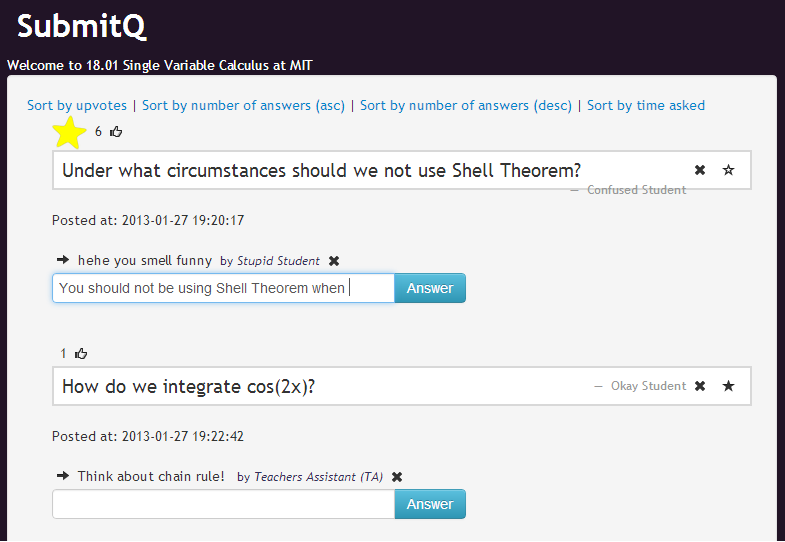 SubmitQ
Welcome to 18.01 Single Variable Calculus at MIT
Sort by upvotes | Sort by number of answers (asc) | Sort by number of answers (desc) | Sort by time asked
6
Under what circumstances should we not use Shell Theorem?
— Confused Student
Posted at: 2013-01-27 19:20:17
hehe you smell funny by Stupid Student
You should not be using Shell Theorem when
Answer
1
How do we integrate cos(2x)?
— Okay Student
Posted at: 2013-01-27 19:22:42
Think about chain rule! by Teachers Assistant (TA)
Answer